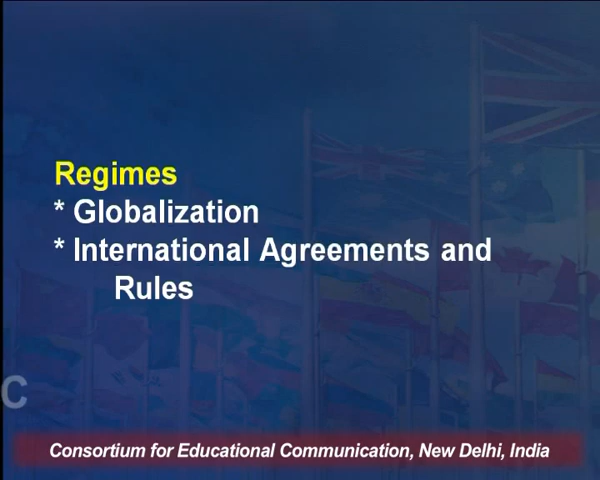 Regimes
* Globalization
* International Agreements and
Rules
C
Consortium for Educational Communication, New Delhi, India